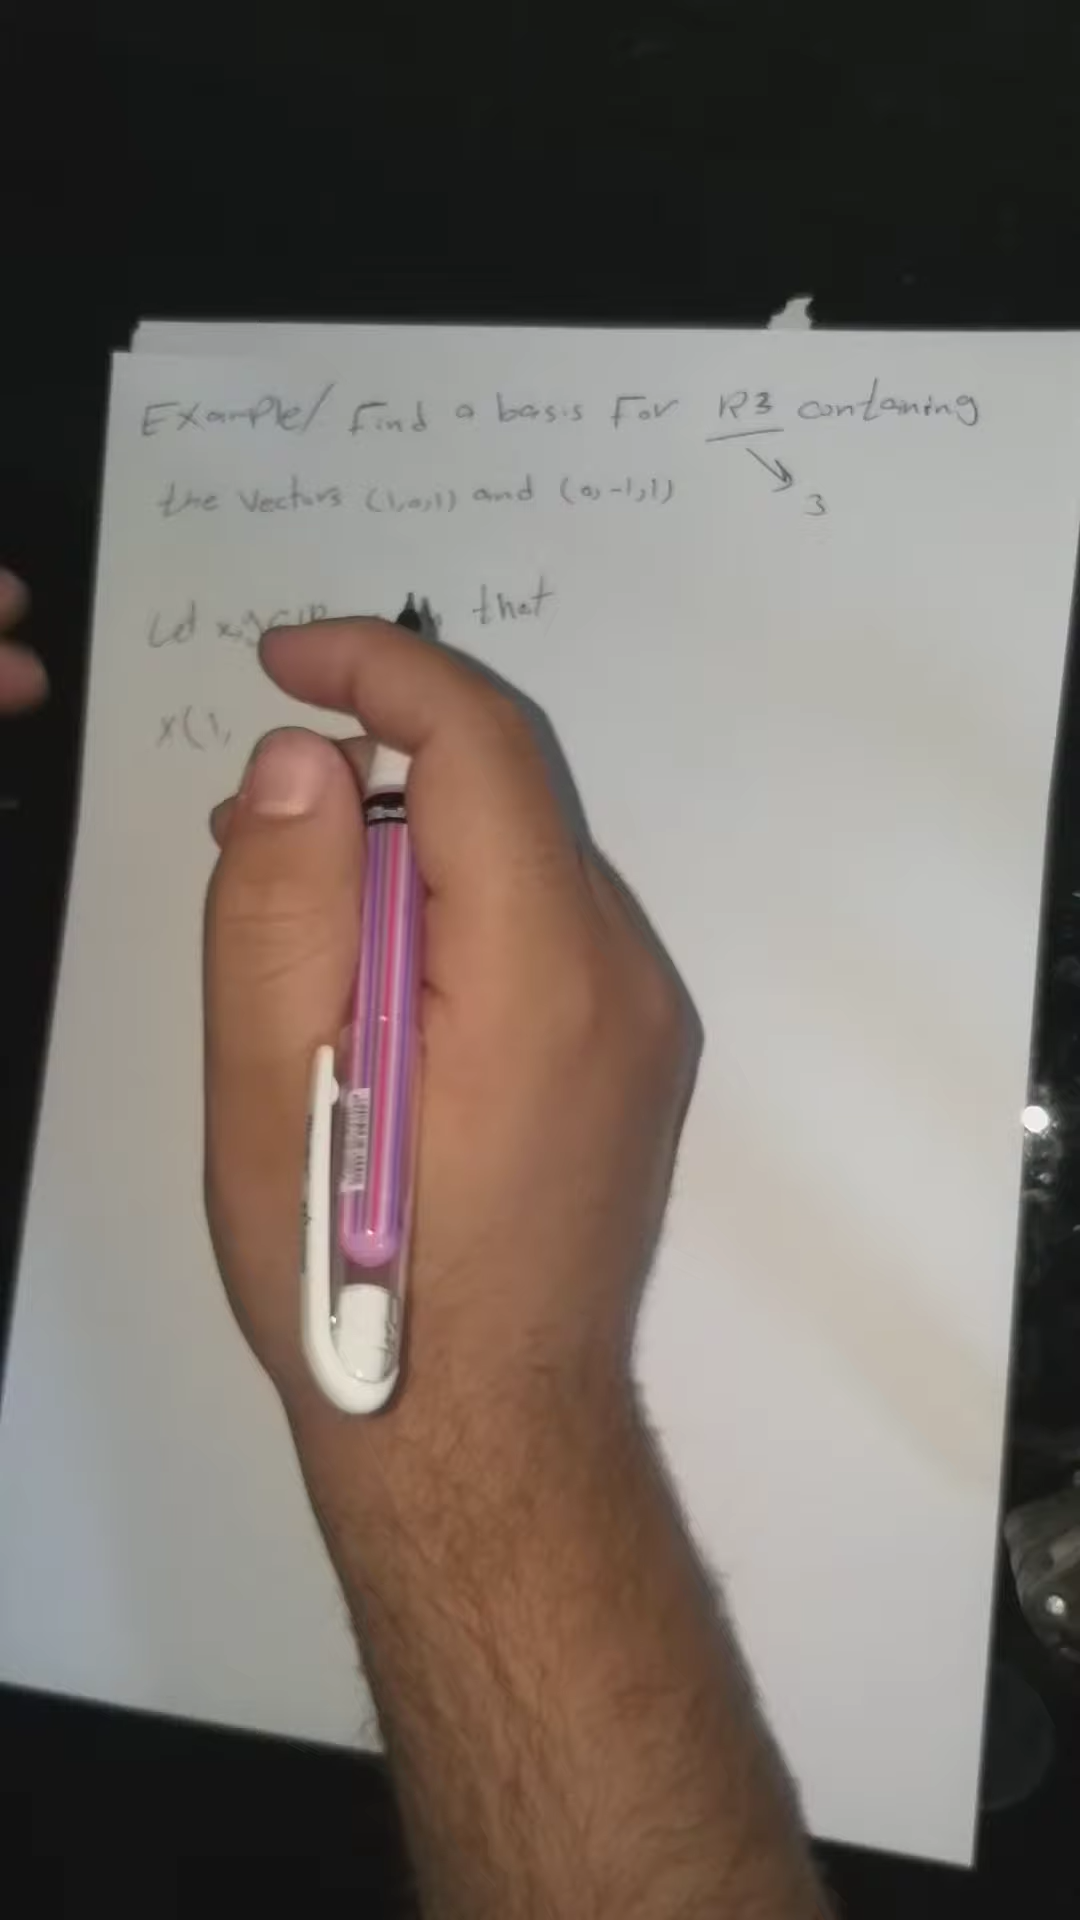 Example/ Find a basis For R3 containing
the vectors (1,0,1) and (0,-1,1)
3
Let x,y that
x(1,